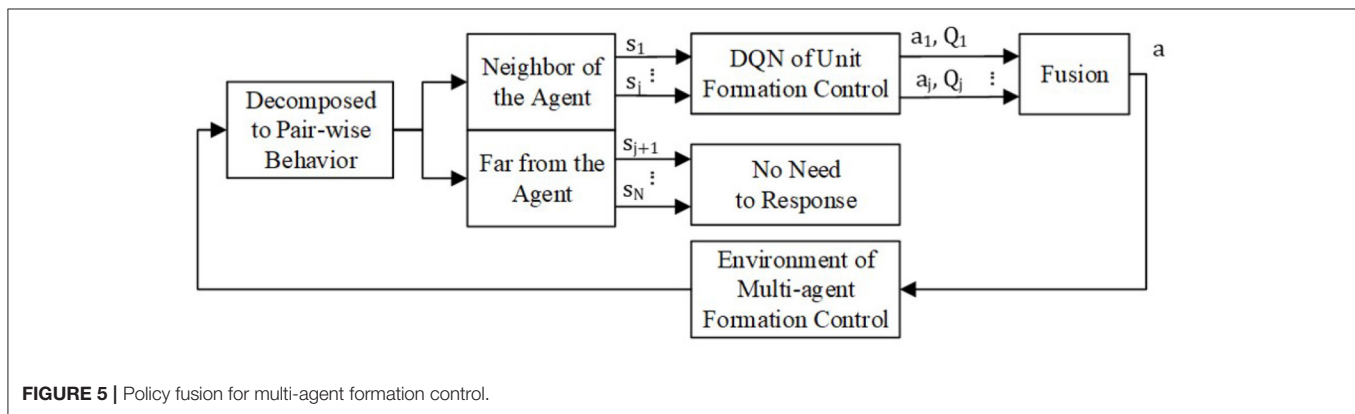 Decomposed
to Pair-wise
Behavior
Neighbor of
the Agent
Far from the
Agent
s₁
⋮
sⱼ
sⱼ₊₁
⋮
s_N
DQN of Unit
Formation Control
No Need
to Response
a₁, Q₁
aⱼ, Qⱼ ⋮
Fusion
a
Environment of
Multi-agent
Formation Control
FIGURE 5 | Policy fusion for multi-agent formation control.